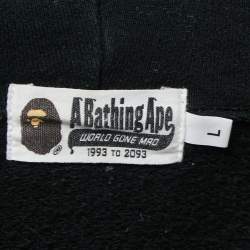 A Bathing Ape
WORLD GONE MAD
1993 TO 2093
L